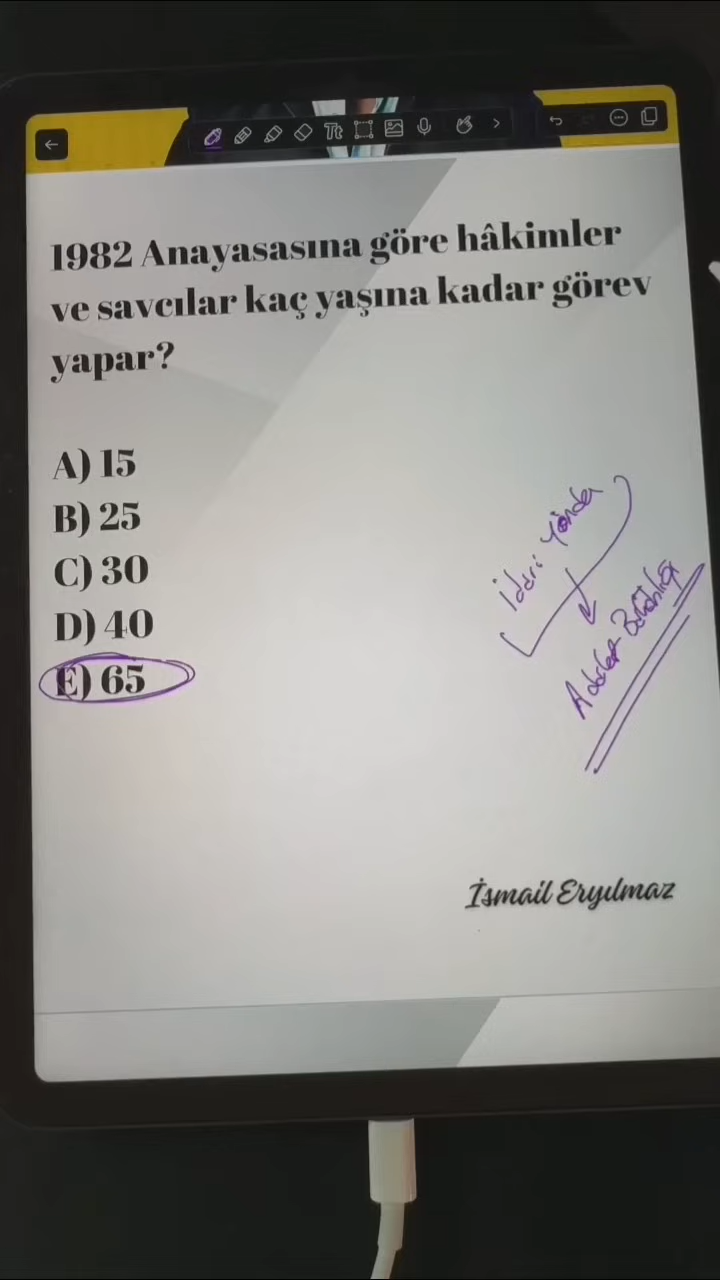 Tt
1982 Anayasasına göre hâkimler
ve savcılar kaç yaşına kadar görev
yapar?
A) 15
B) 25
C) 30
D) 40
E) 65
İdari yönden
Adalet Bakanlığı
İsmail Eryılmaz